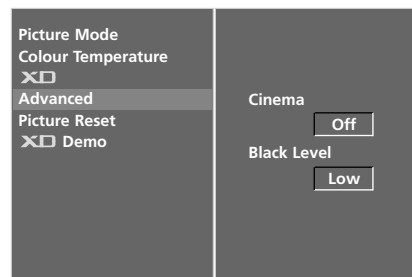 Picture Mode
Colour Temperature
XD
Advanced
Picture Reset
XD Demo
Cinema
Off
Black Level
Low